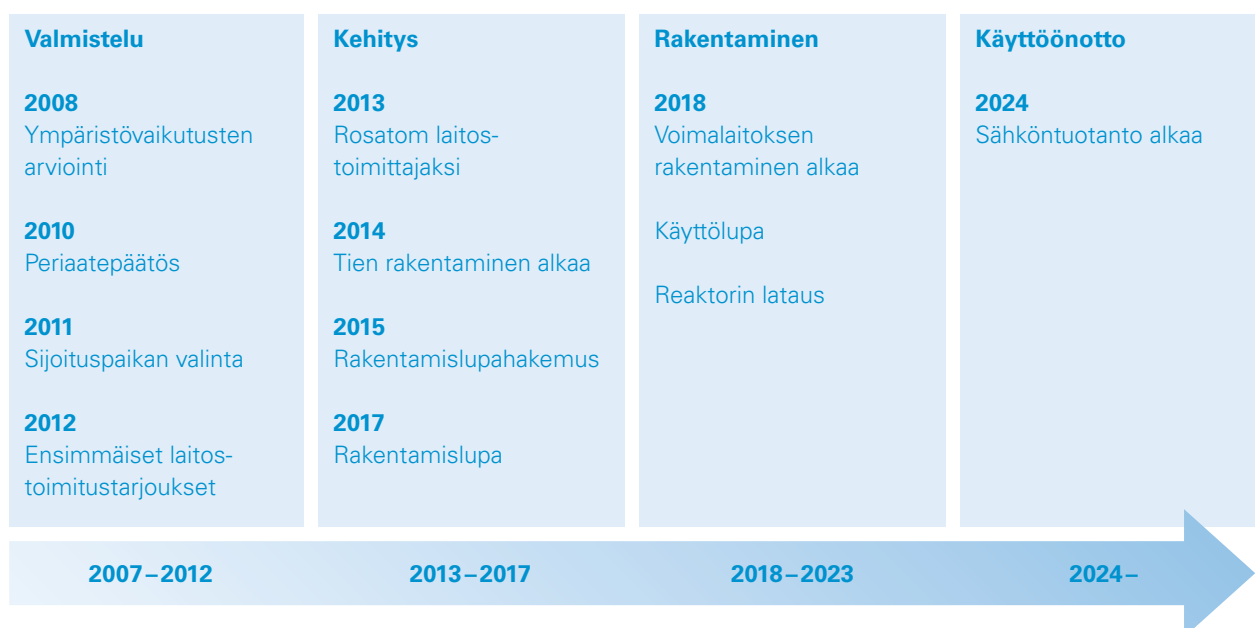 Valmistelu
2008
Ympäristövaikutusten
arviointi
2010
Periaatepäätös
2011
Sijoituspaikan valinta
2012
Ensimmäiset laitos-
toimitustarjoukset
Kehitys
2013
Rosatom laitos-
toimittajaksi
2014
Tien rakentaminen alkaa
2015
Rakentamislupahakemus
2017
Rakentamislupa
Rakentaminen
2018
Voimalaitoksen
rakentaminen alkaa
Käyttölupa
Reaktorin lataus
Käyttöönotto
2024
Sähköntuotanto alkaa
2007–2012
2013–2017
2018–2023
2024–